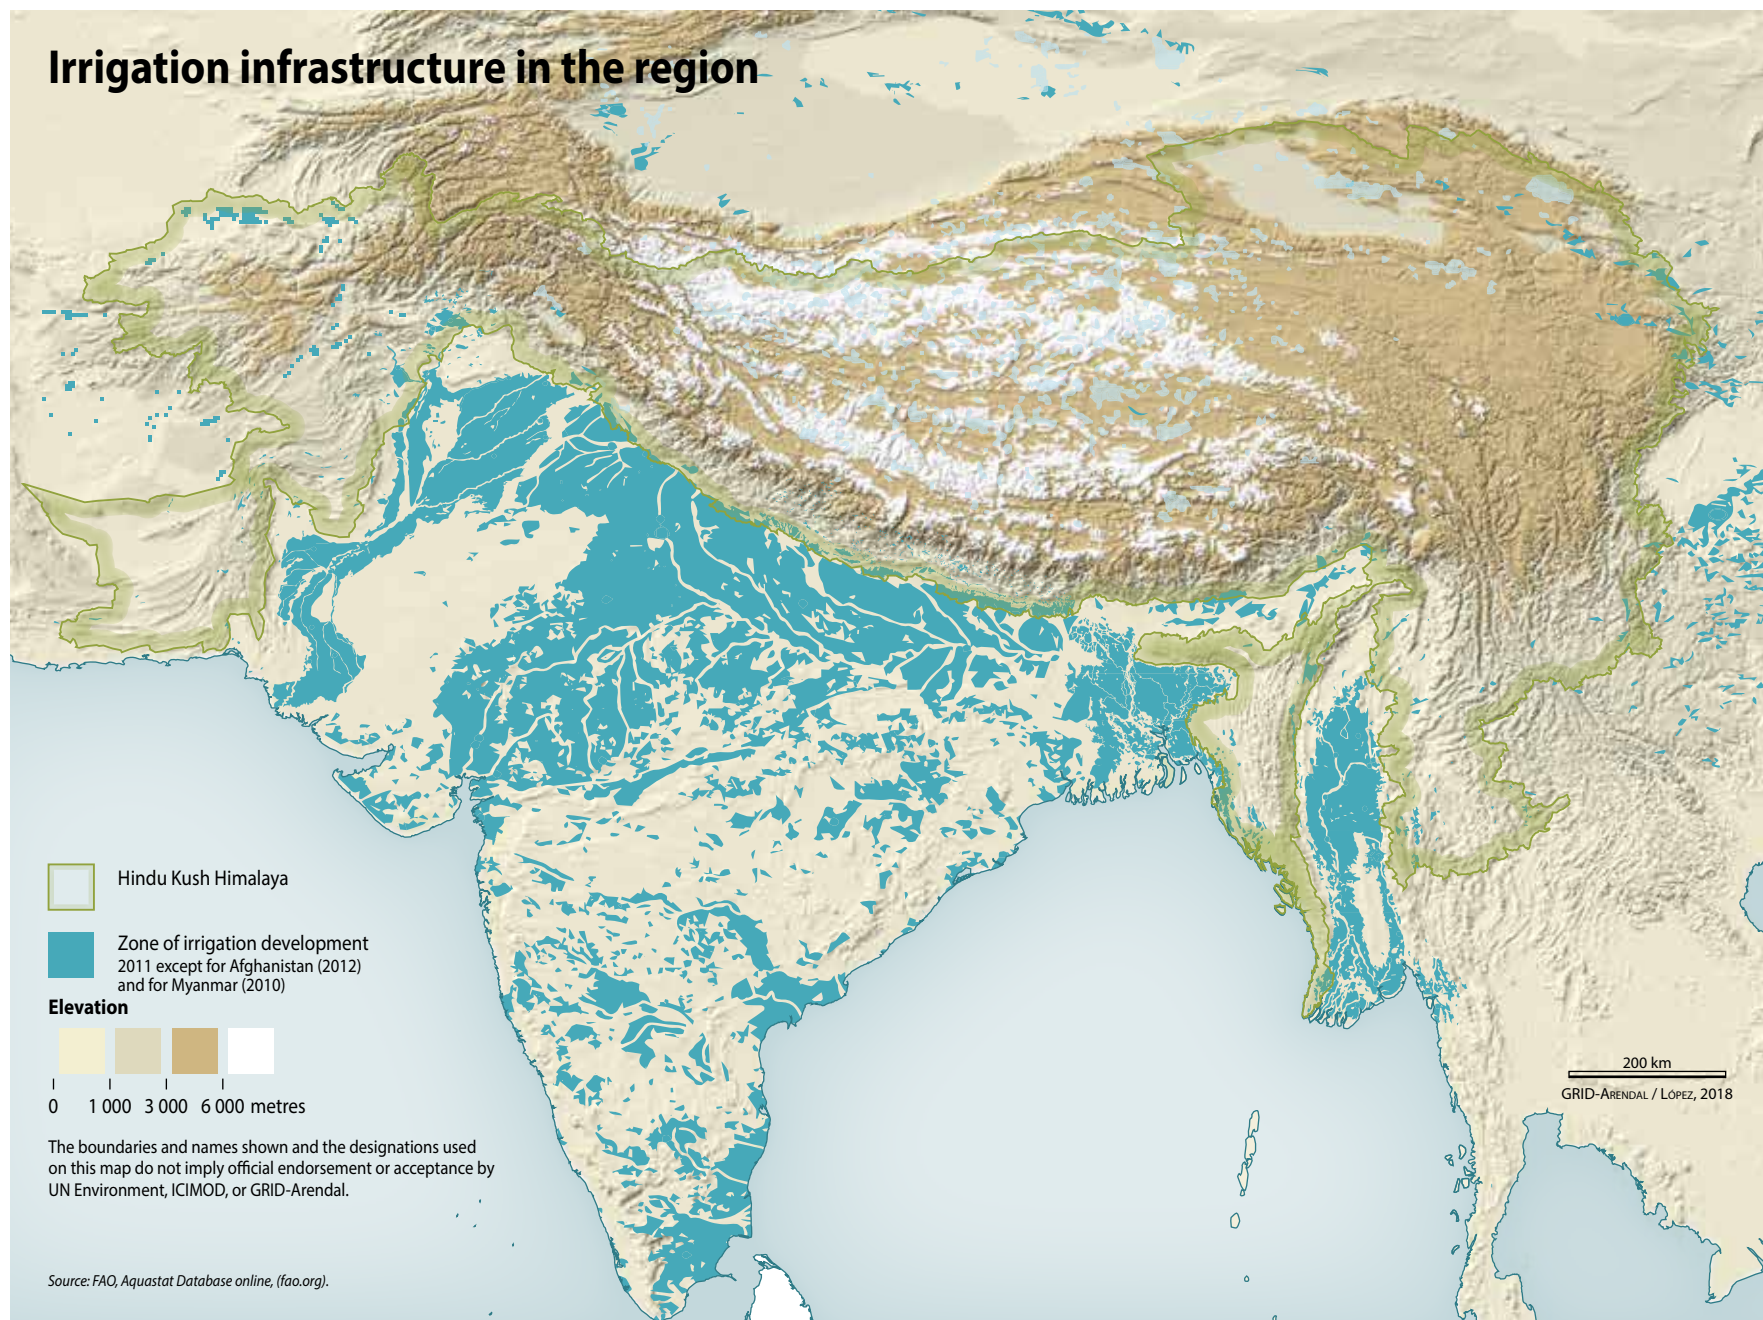 Irrigation infrastructure in the region
Hindu Kush Himalaya
Zone of irrigation development
2011 except for Afghanistan (2012)
and for Myanmar (2010)
Elevation
0 1 000 3 000 6 000 metres
The boundaries and names shown and the designations used
on this map do not imply official endorsement or acceptance by
UN Environment, ICIMOD, or GRID-Arendal.
Source: FAO, Aquastat Database online, (fao.org).
200 km
GRID-Arendal / López, 2018